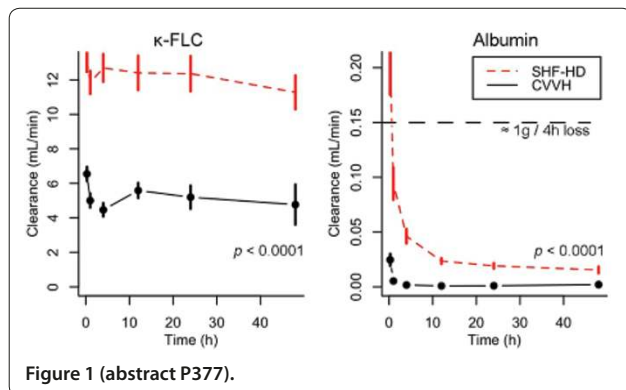 κ-FLC
Clearance (mL/min)
12
10
8
6
4
2
0
p < 0.0001
0 10 20 30 40
Time (h)
Albumin
Clearance (mL/min)
0.20
0.15
0.10
0.05
0.00
SHF-HD
CVVH
≈ 1g / 4h loss
p < 0.0001
0 10 20 30 40
Time (h)
Figure 1 (abstract P377).